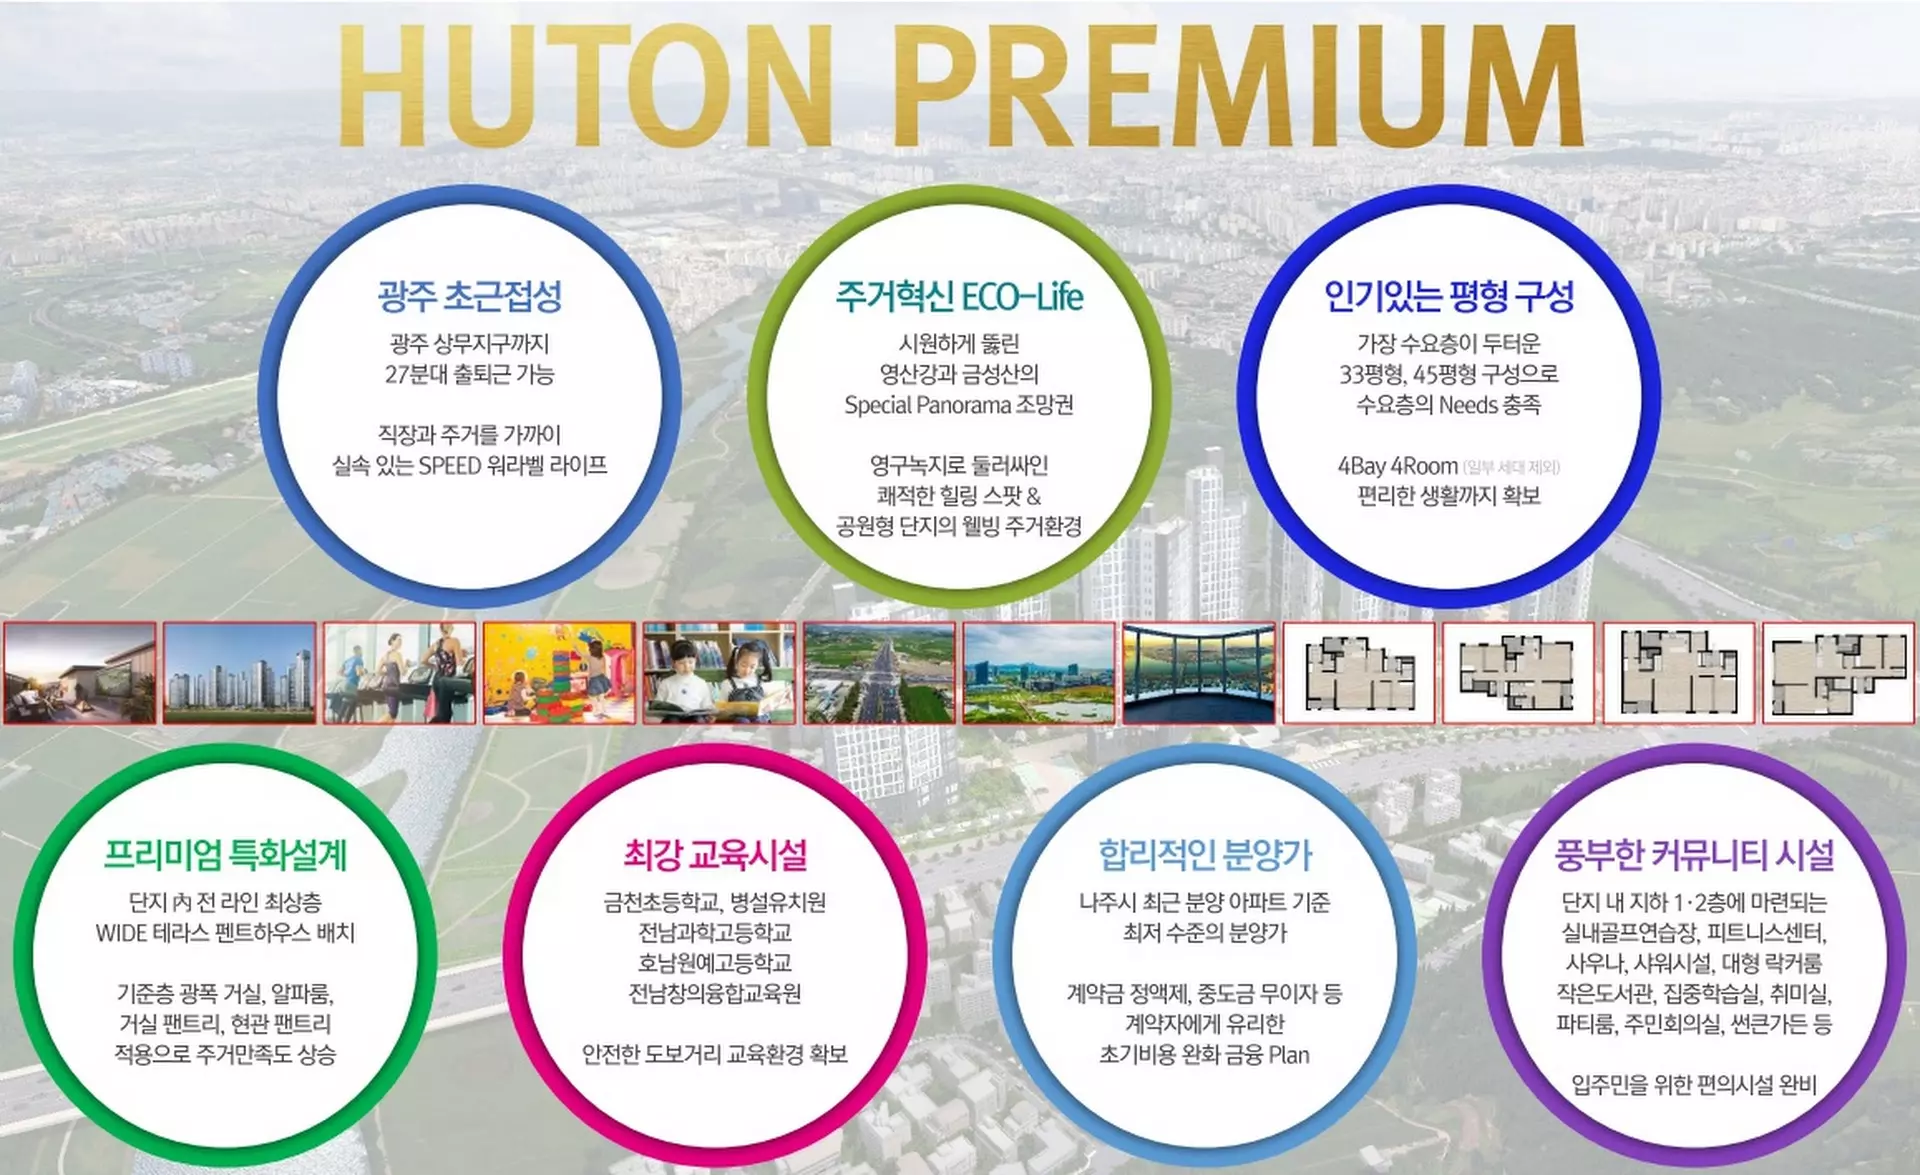 HUTON PREMIUM
광주 초근접성
광주 상무지구까지
27분대 출퇴근 가능
직장과 주거를 가까이
실속 있는 SPEED 워라벨 라이프
주거혁신 ECO-Life
시원하게 뚫린
영산강과 금성산의
Special Panorama 조망권
영구녹지로 둘러싸인
쾌적한 힐링 스팟 &
공원형 단지의 웰빙 주거환경
인기있는 평형 구성
가장 수요층이 두터운
33평형, 45평형 구성으로
수요층의 Needs 충족
4Bay 4Room (일부 세대 제외)
편리한 생활까지 확보
프리미엄 특화설계
단지 內 전 라인 최상층
WIDE 테라스 펜트하우스 배치
기준층 광폭 거실, 알파룸,
거실 팬트리, 현관 팬트리
적용으로 주거만족도 상승
최강 교육시설
금천초등학교, 병설유치원
전남과학고등학교
호남원예고등학교
전남창의융합교육원
안전한 도보거리 교육환경 확보
합리적인 분양가
나주시 최근 분양 아파트 기준
최저 수준의 분양가
계약금 정액제, 중도금 무이자 등
계약자에게 유리한
초기비용 완화 금융 Plan
풍부한 커뮤니티 시설
단지 내 지하 1·2층에 마련되는
실내골프연습장, 피트니스센터,
사우나, 샤워시설, 대형 락커룸
작은도서관, 집중학습실, 취미실,
파티룸, 주민회의실, 썬큰가든 등
입주민을 위한 편의시설 완비